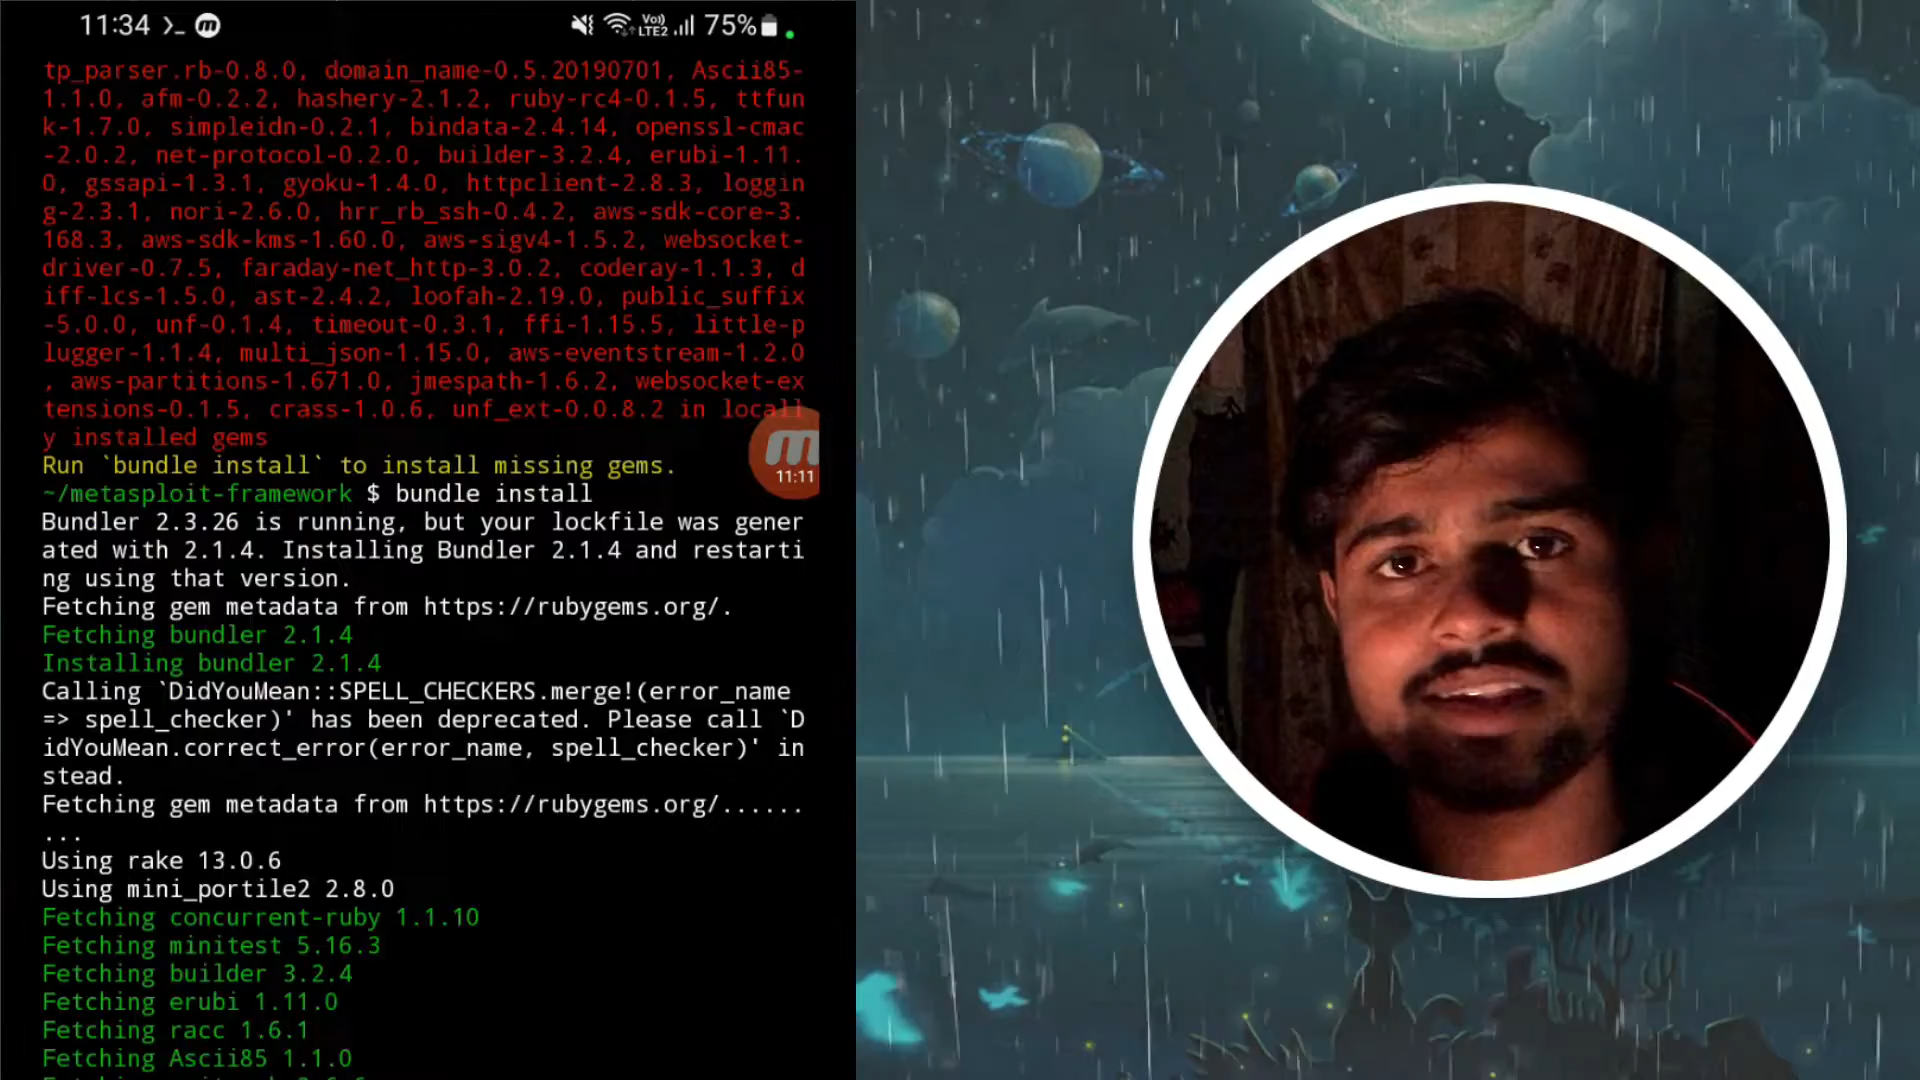 11:34
Vo) LTE2 75%
tp_parser.rb-0.8.0, domain_name-0.5.20190701, Ascii85-
1.1.0, afm-0.2.2, hashery-2.1.2, ruby-rc4-0.1.5, ttfun
k-1.7.0, simpleidn-0.2.1, bindata-2.4.14, openssl-cmac
-2.0.2, net-protocol-0.2.0, builder-3.2.4, erubi-1.11.
0, gssapi-1.3.1, gyoku-1.4.0, httpclient-2.8.3, loggin
g-2.3.1, nori-2.6.0, hrr_rb_ssh-0.4.2, aws-sdk-core-3.
168.3, aws-sdk-kms-1.60.0, aws-sigv4-1.5.2, websocket-
driver-0.7.5, faraday-net_http-3.0.2, coderay-1.1.3, d
iff-lcs-1.5.0, ast-2.4.2, loofah-2.19.0, public_suffix
-5.0.0, unf-0.1.4, timeout-0.3.1, ffi-1.15.5, little-p
lugger-1.1.4, multi_json-1.15.0, aws-eventstream-1.2.0
, aws-partitions-1.671.0, jmespath-1.6.2, websocket-ex
tensions-0.1.5, crass-1.0.6, unf_ext-0.0.8.2 in locall
y installed gems
Run `bundle install` to install missing gems.
11:11
~/metasploit-framework $ bundle install
Bundler 2.3.26 is running, but your lockfile was gener
ated with 2.1.4. Installing Bundler 2.1.4 and restarti
ng using that version.
Fetching gem metadata from https://rubygems.org/.
Fetching bundler 2.1.4
Installing bundler 2.1.4
Calling `DidYouMean::SPELL_CHECKERS.merge!(error_name
=> spell_checker)' has been deprecated. Please call `D
idYouMean.correct_error(error_name, spell_checker)' in
stead.
Fetching gem metadata from https://rubygems.org/......
...
Using rake 13.0.6
Using mini_portile2 2.8.0
Fetching concurrent-ruby 1.1.10
Fetching minitest 5.16.3
Fetching builder 3.2.4
Fetching erubi 1.11.0
Fetching racc 1.6.1
Fetching Ascii85 1.1.0